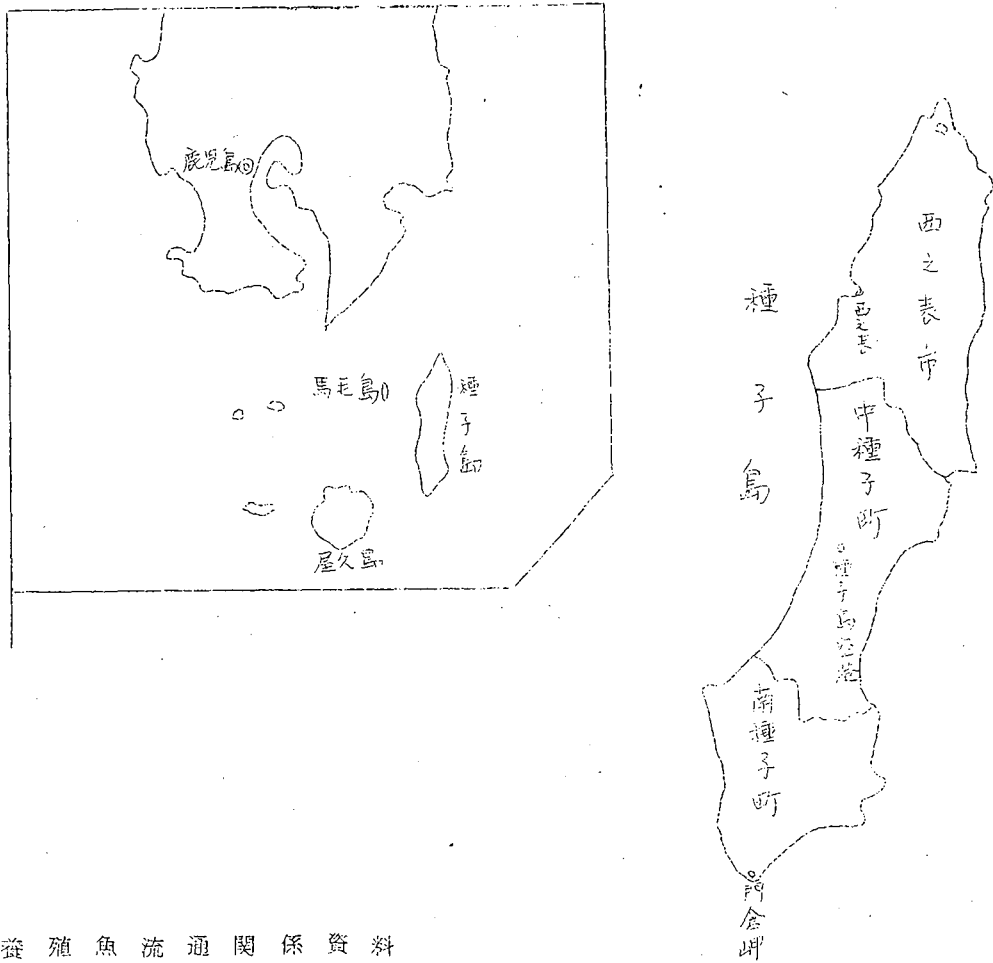 鹿児島
馬毛島
種子島
屋久島
種子島
西之表市
西之表
中種子町
種子島空港
南種子町
門倉岬
養殖魚流通関係資料